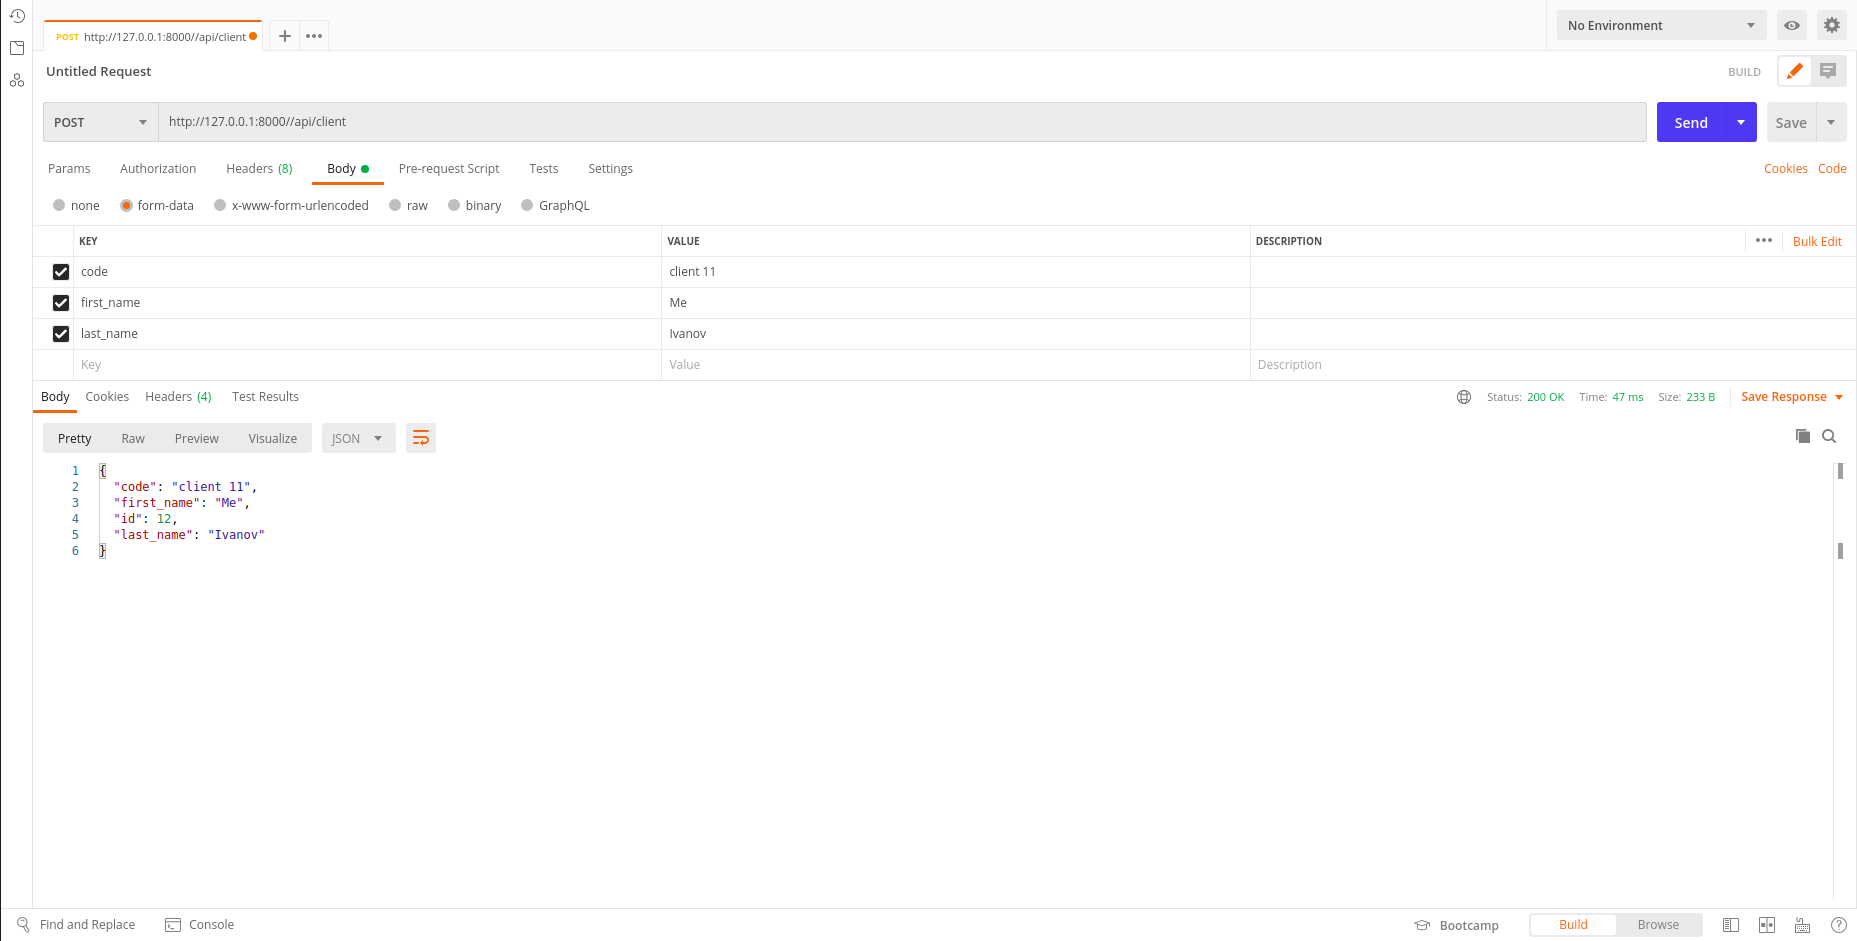 POST http://127.0.0.1:8000//api/client
No Environment
Untitled Request
BUILD
POST http://127.0.0.1:8000//api/client Send Save
Params Authorization Headers (8) Body Pre-request Script Tests Settings Cookies Code
none form-data x-www-form-urlencoded raw binary GraphQL
KEY VALUE DESCRIPTION Bulk Edit
code client 11
first_name Me
last_name Ivanov
Key Value Description
Body Cookies Headers (4) Test Results Status: 200 OK Time: 47 ms Size: 233 B Save Response
Pretty Raw Preview Visualize JSON
1 {
2 "code": "client 11",
3 "first_name": "Me",
4 "id": 12,
5 "last_name": "Ivanov"
6 }
Find and Replace Console Bootcamp Build Browse